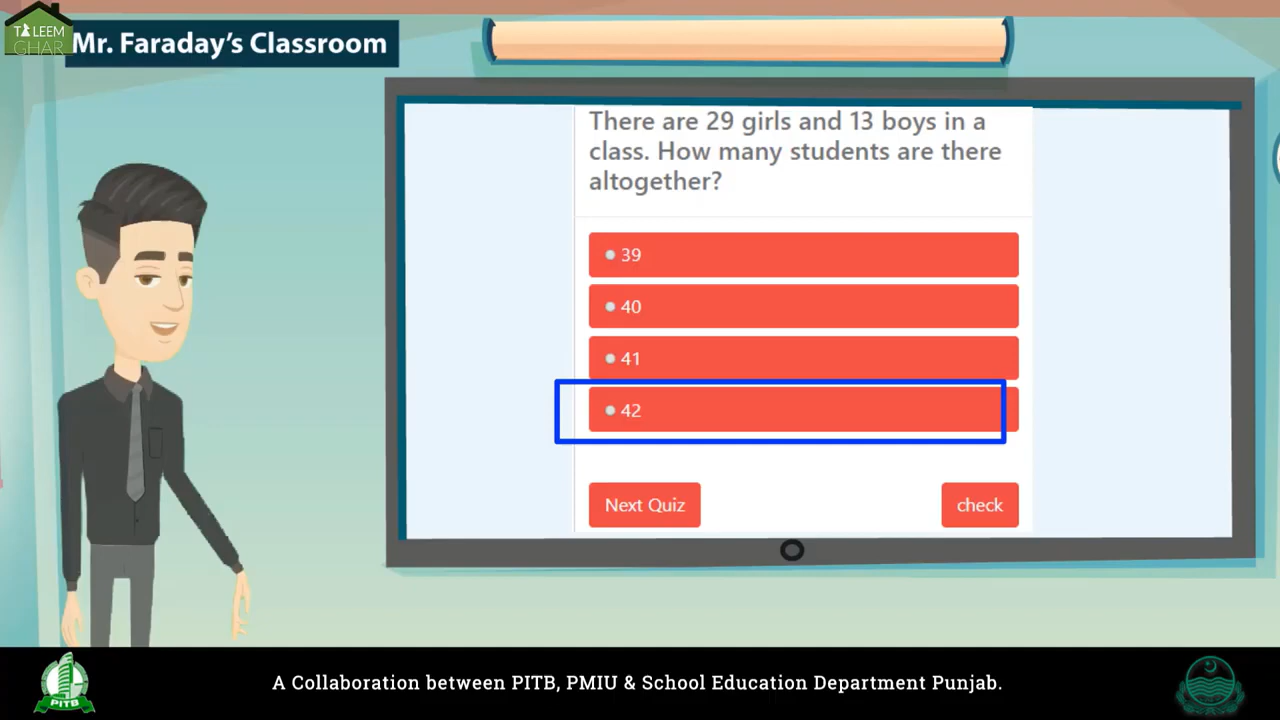 TALEEM
GHAR
Mr. Faraday's Classroom
There are 29 girls and 13 boys in a
class. How many students are there
altogether?
39
40
41
42
Next Quiz
check
A Collaboration between PITB, PMIU & School Education Department Punjab.
PITB